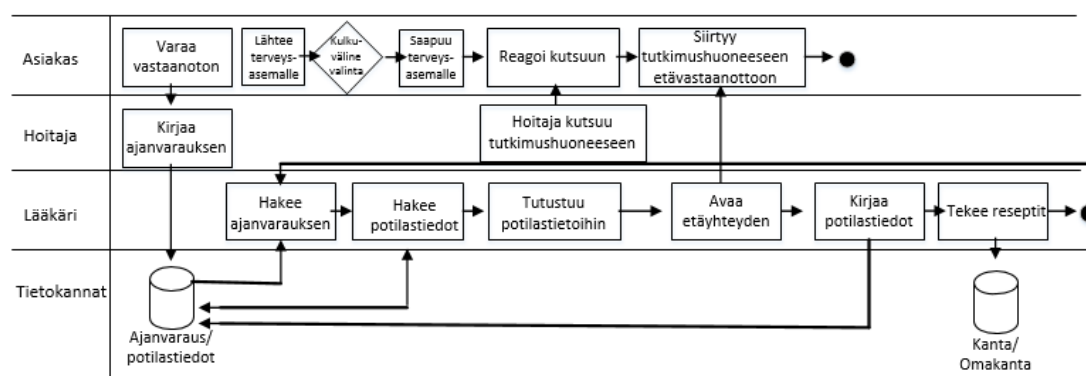 Asiakas
Varaa
vastaanoton
Lähtee
terveys-
asemalle
Kulku-
väline
valinta
Saapuu
terveys-
asemalle
Reagoi kutsuun
Siirtyy
tutkimushuoneeseen
etävastaanottoon
Hoitaja
Kirjaa
ajanvarauksen
Hoitaja kutsuu
tutkimushuoneeseen
Lääkäri
Hakee
ajanvarauksen
Hakee
potilastiedot
Tutustuu
potilastietoihin
Avaa
etäyhteyden
Kirjaa
potilastiedot
Tekee reseptit
Tietokannat
Ajanvaraus/
potilastiedot
Kanta/
Omakanta